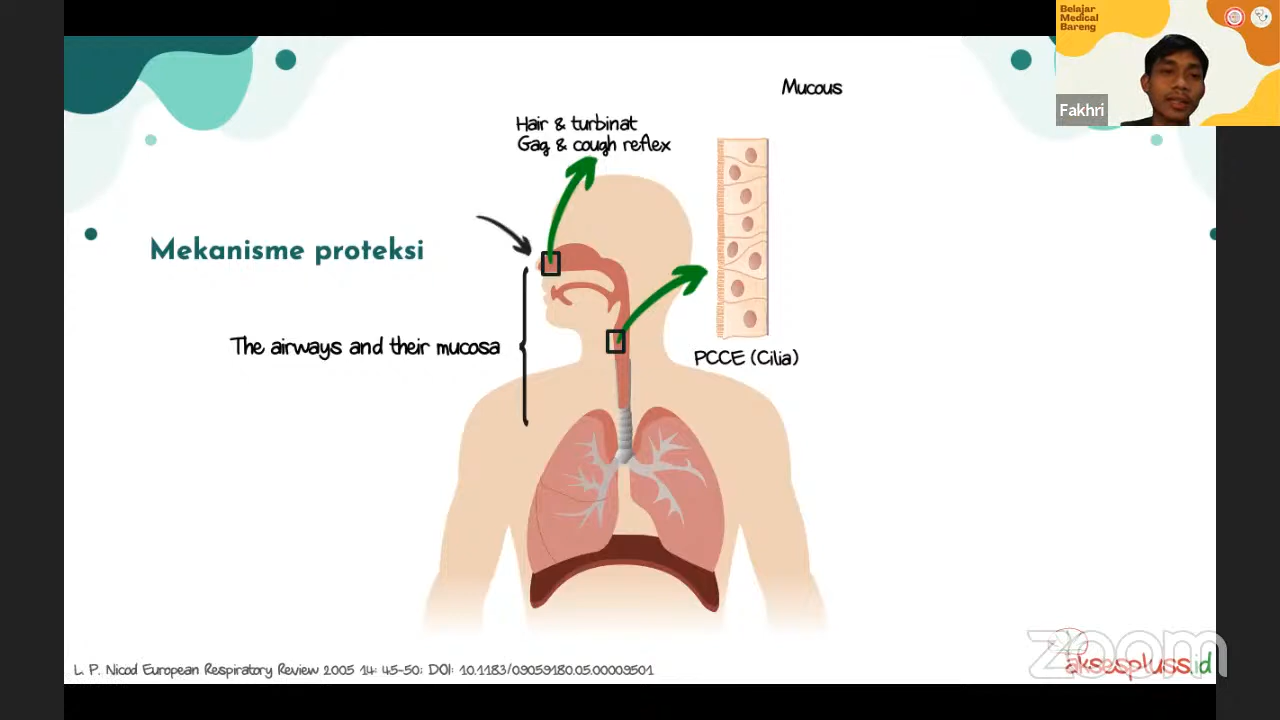 Belajar
Medical
Bareng
Fakhri
Mucous
Hair & turbinat
Gag & cough reflex
Mekanisme proteksi
The airways and their mucosa
PCCE (Cilia)
L. P. Nicod European Respiratory Review 2005 14: 45-50; DOI: 10.1183/09059180.05.00009501
zoom
aksespluss.id